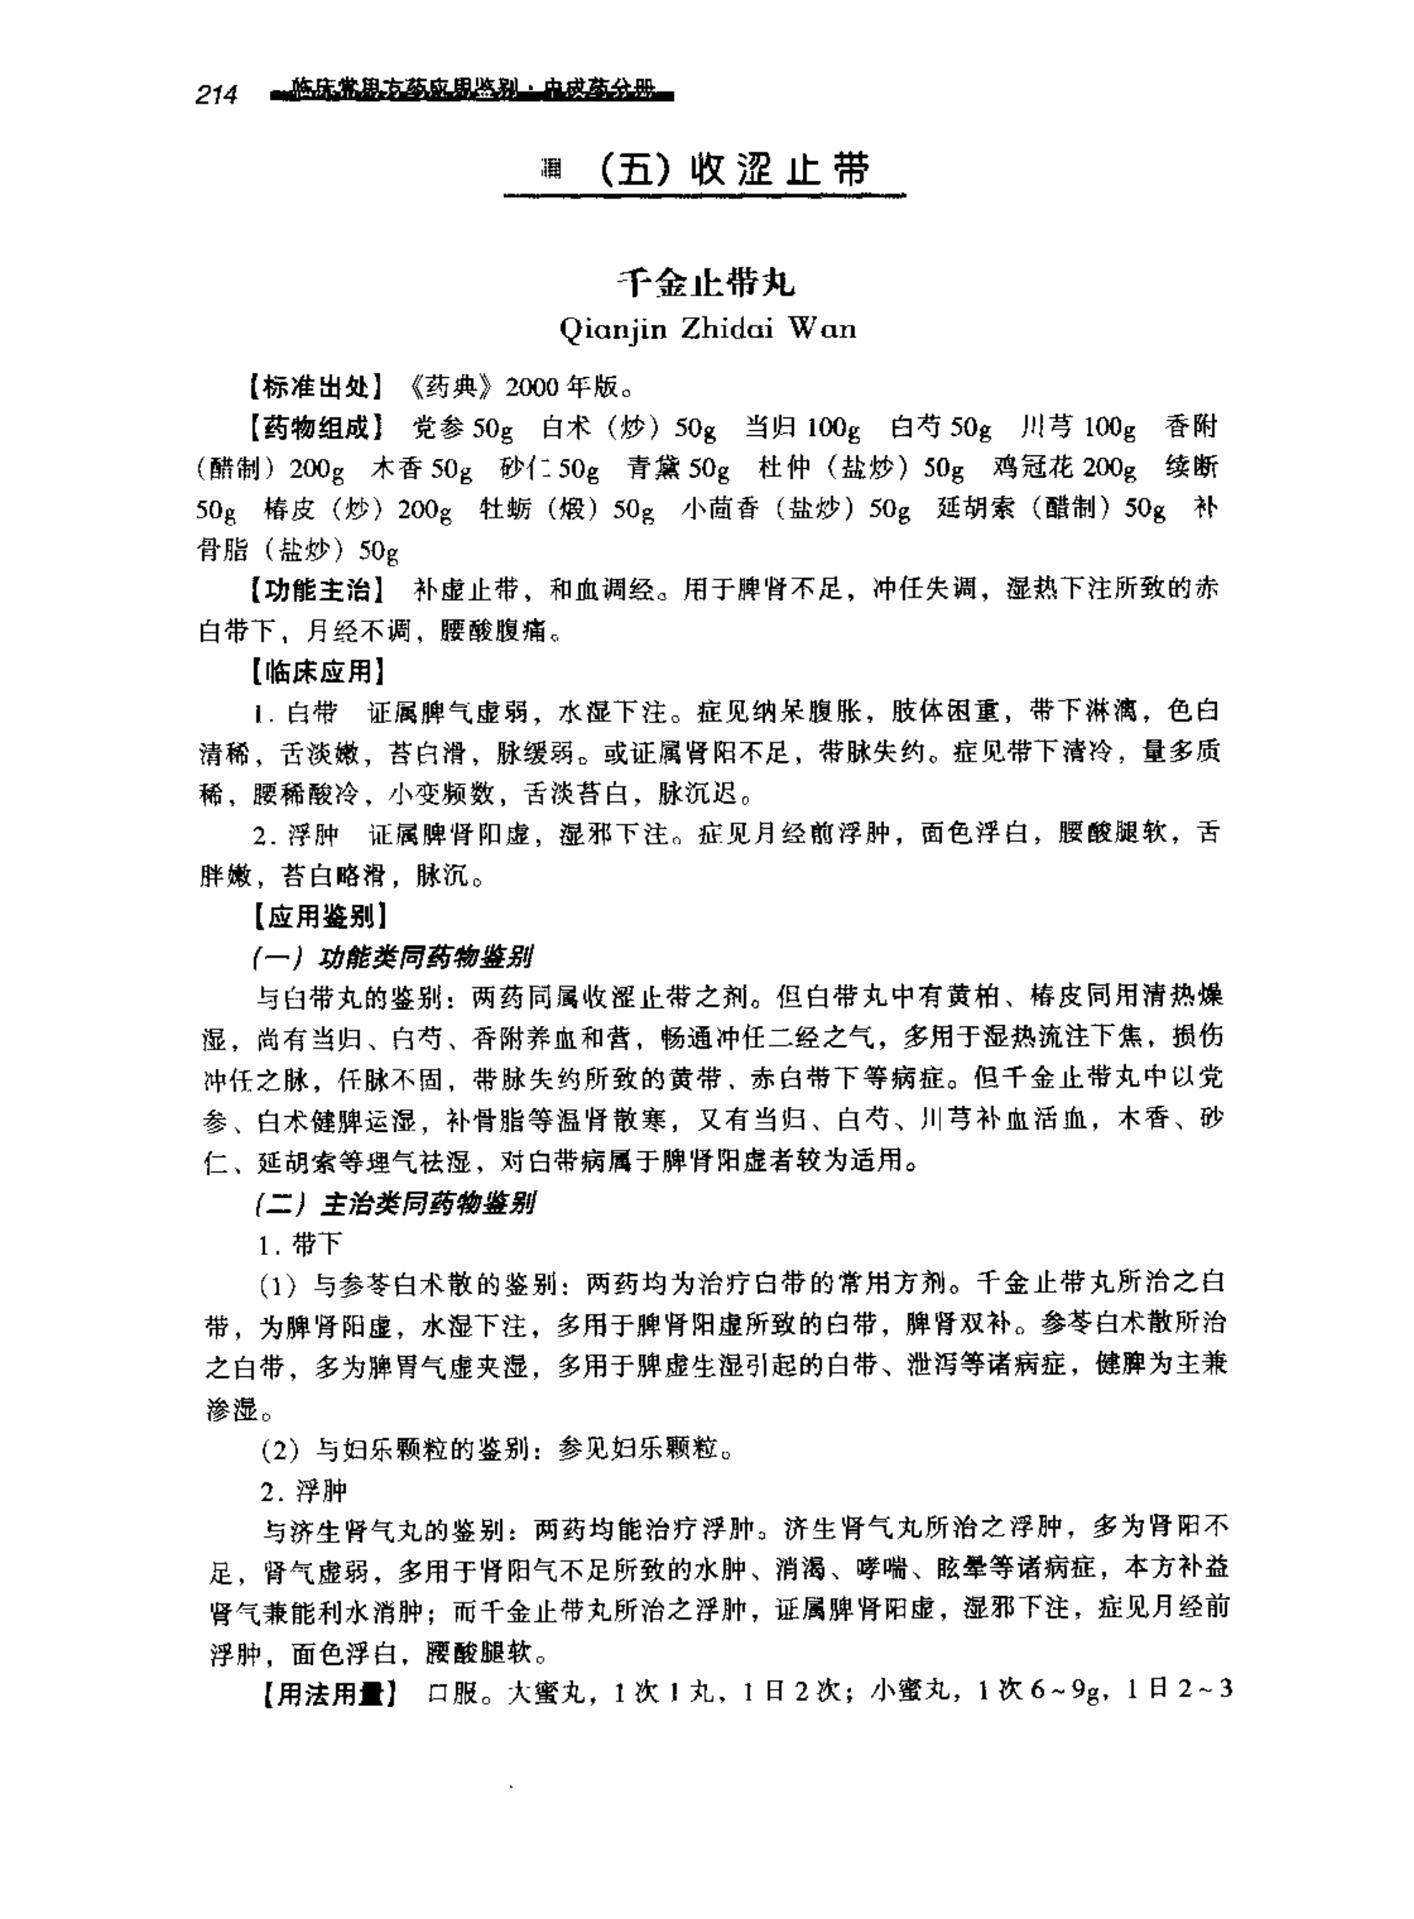 214 临床常用方药应用鉴别·中成药分册
(五) 收涩止带
千金止带丸
Qianjin Zhidai Wan
【标准出处】《药典》2000 年版。
【药物组成】 党参 50g 白术（炒）50g 当归 100g 白芍 50g 川芎 100g 香附
（醋制）200g 木香 50g 砂仁 50g 青黛 50g 杜仲（盐炒）50g 鸡冠花 200g 续断
50g 椿皮（炒）200g 牡蛎（煅）50g 小茴香（盐炒）50g 延胡索（醋制）50g 补
骨脂（盐炒）50g
【功能主治】 补虚止带，和血调经。用于脾肾不足，冲任失调，湿热下注所致的赤
白带下，月经不调，腰酸腹痛。
【临床应用】
1. 白带 证属脾气虚弱，水湿下注。症见纳呆腹胀，肢体困重，带下淋漓，色白
清稀，舌淡嫩，苔白滑，脉缓弱。或证属肾阳不足，带脉失约。症见带下清冷，量多质
稀，腰稀酸冷，小变频数，舌淡苔白，脉沉迟。
2. 浮肿 证属脾肾阳虚，湿邪下注。症见月经前浮肿，面色浮白，腰酸腿软，舌
胖嫩，苔白略滑，脉沉。
【应用鉴别】
(一) 功能类同药物鉴别
与白带丸的鉴别：两药同属收涩止带之剂。但白带丸中有黄柏、椿皮同用清热燥
湿，尚有当归、白芍、香附养血和营，畅通冲任二经之气，多用于湿热流注下焦，损伤
冲任之脉，任脉不固，带脉失约所致的黄带、赤白带下等病症。但千金止带丸中以党
参、白术健脾运湿，补骨脂等温肾散寒，又有当归、白芍、川芎补血活血，木香、砂
仁、延胡索等理气祛湿，对白带病属于脾肾阳虚者较为适用。
(二) 主治类同药物鉴别
1. 带下
(1) 与参苓白术散的鉴别：两药均为治疗白带的常用方剂。千金止带丸所治之白
带，为脾肾阳虚，水湿下注，多用于脾肾阳虚所致的白带，脾肾双补。参苓白术散所治
之白带，多为脾胃气虚夹湿，多用于脾虚生湿引起的白带、泄泻等诸病症，健脾为主兼
渗湿。
(2) 与妇乐颗粒的鉴别：参见妇乐颗粒。
2. 浮肿
与济生肾气丸的鉴别：两药均能治疗浮肿。济生肾气丸所治之浮肿，多为肾阳不
足，肾气虚弱，多用于肾阳气不足所致的水肿、消渴、哮喘、眩晕等诸病症，本方补益
肾气兼能利水消肿；而千金止带丸所治之浮肿，证属脾肾阳虚，湿邪下注，症见月经前
浮肿，面色浮白，腰酸腿软。
【用法用量】 口服。大蜜丸，1 次 1 丸，1 日 2 次；小蜜丸，1 次 6～9g，1 日 2～3